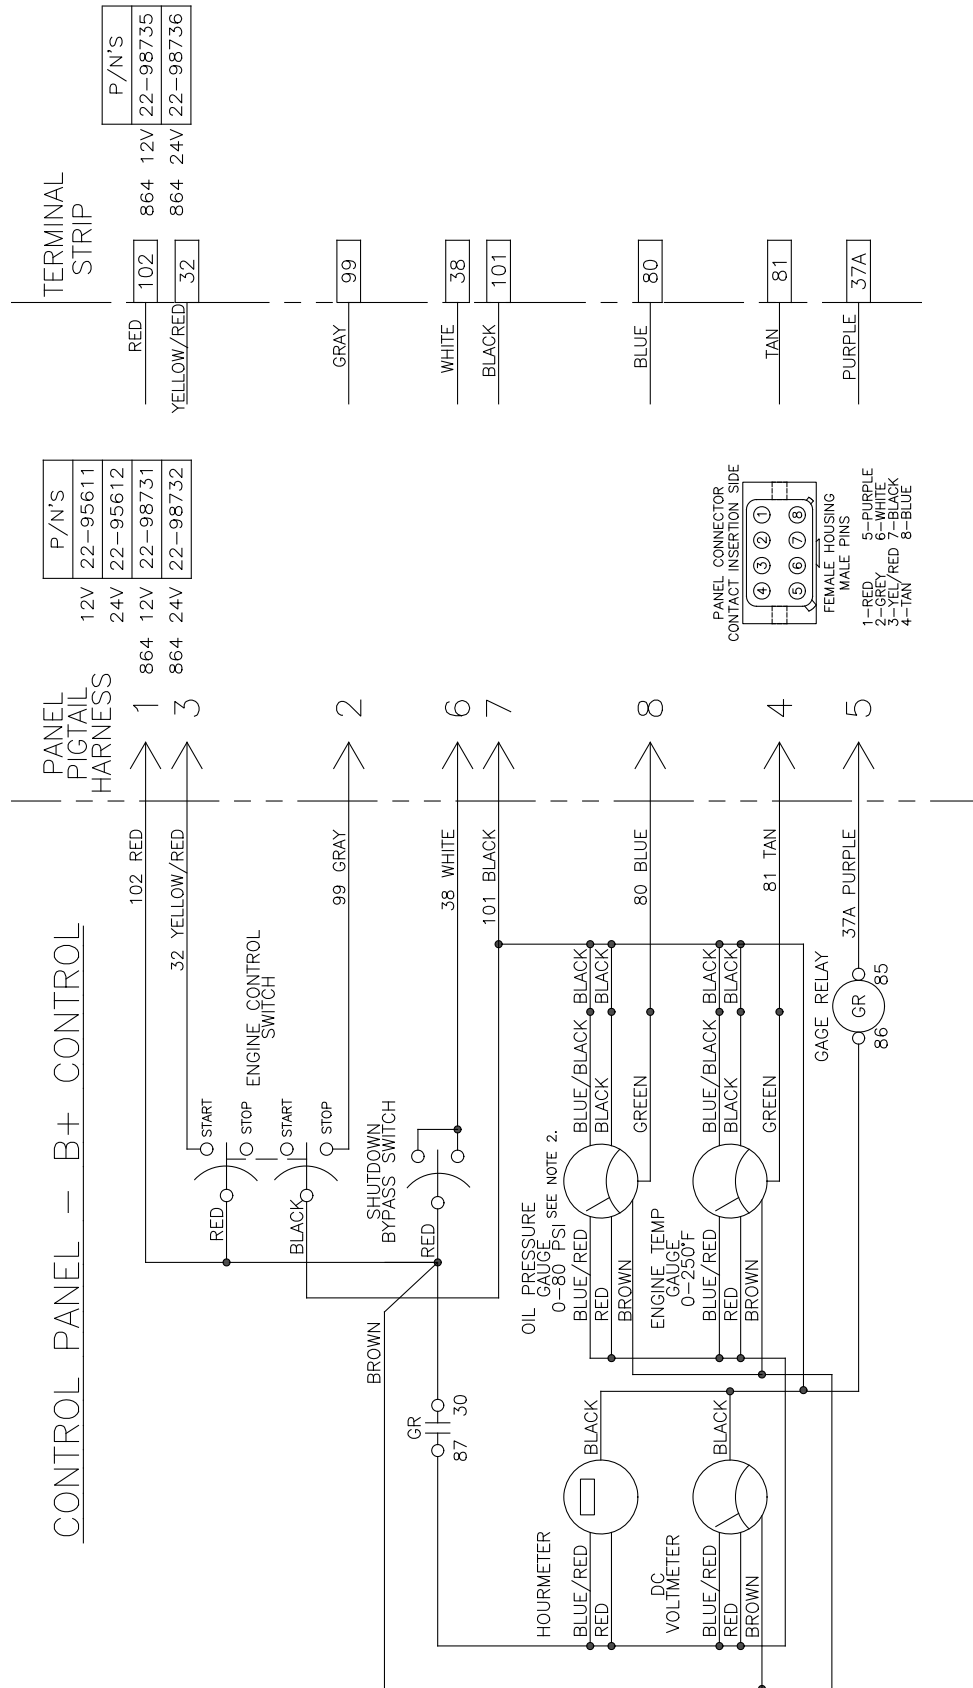 CONTROL PANEL - B+ CONTROL
PANEL
PIGTAIL
HARNESS
TERMINAL
STRIP
P/N'S
12V 22-95611
24V 22-95612
864 12V 22-98731
864 24V 22-98732
P/N'S
864 12V 22-98735
864 24V 22-98736
102 RED
1
RED
102
32 YELLOW/RED
3
YELLOW/RED
32
START
STOP
START
STOP
ENGINE CONTROL
SWITCH
RED
BLACK
99 GRAY
2
GRAY
99
SHUTDOWN
BYPASS SWITCH
RED
BROWN
38 WHITE
6
WHITE
38
101 BLACK
7
BLACK
101
GR
87
30
OIL PRESSURE
GAUGE
0-80 PSI SEE NOTE 2.
BLUE/RED
RED
BROWN
BLUE/BLACK
BLACK
BLACK
BLACK
GREEN
80 BLUE
8
BLUE
80
ENGINE TEMP
GAUGE
0-250°F
BLUE/RED
RED
BROWN
BLUE/BLACK
BLACK
BLACK
BLACK
GREEN
81 TAN
4
TAN
81
HOURMETER
BLUE/RED
RED
BLACK
DC
VOLTMETER
BLUE/RED
RED
BROWN
BLACK
GAGE RELAY
86
GR
85
37A PURPLE
5
PURPLE
37A
PANEL CONNECTOR
CONTACT INSERTION SIDE
4 3 2 1
5 6 7 8
FEMALE HOUSING
MALE PINS
1-RED 5-PURPLE
2-GREY 6-WHITE
3-YEL/RED 7-BLACK
4-TAN 8-BLUE